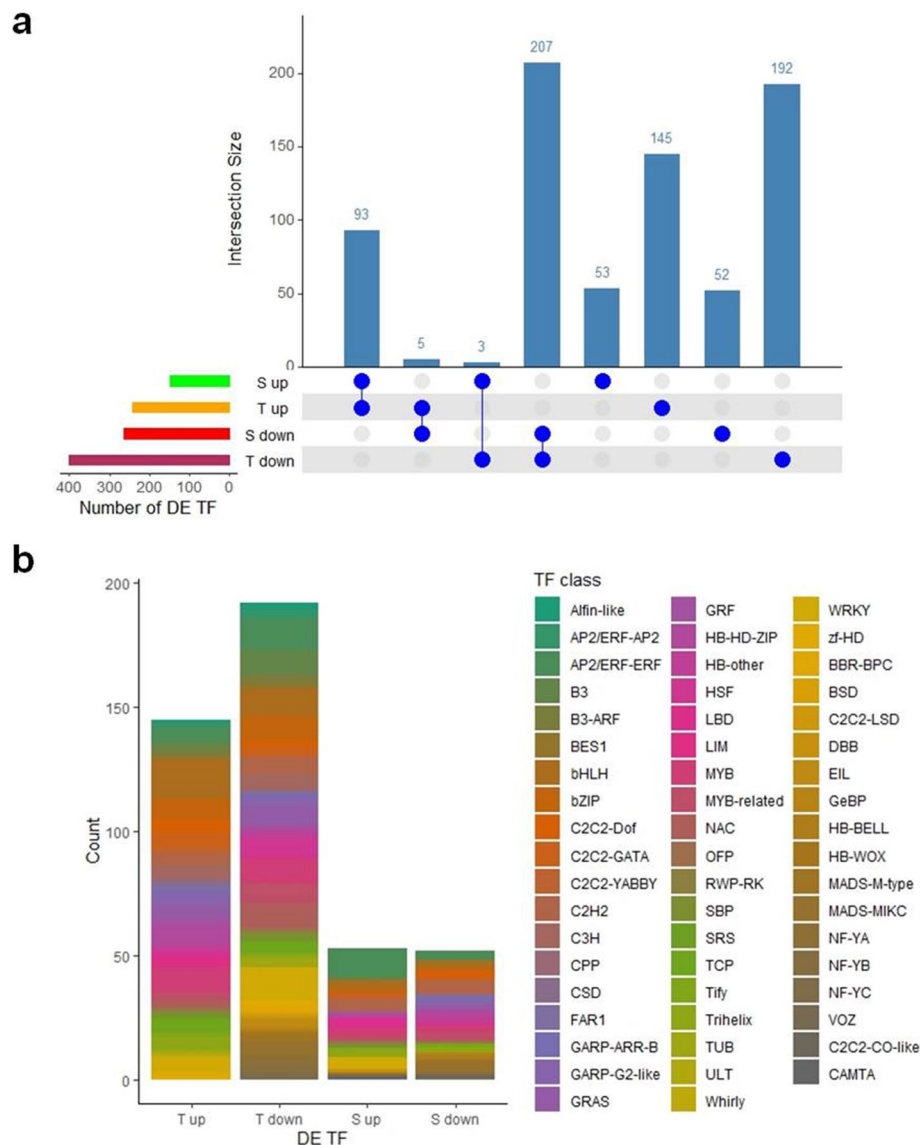 a
Intersection Size
200
150
100
50
0
93
5
3
207
53
145
52
192
S up
T up
S down
T down
400 300 200 100 0
Number of DE TF
b
Count
200
150
100
50
0
T up T down S up S down
DE TF
TF class
Alfin-like
AP2/ERF-AP2
AP2/ERF-ERF
B3
B3-ARF
BES1
bHLH
bZIP
C2C2-Dof
C2C2-GATA
C2C2-YABBY
C2H2
C3H
CPP
CSD
FAR1
GARP-ARR-B
GARP-G2-like
GRAS
GRF
HB-HD-ZIP
HB-other
HSF
LBD
LIM
MYB
MYB-related
NAC
OFP
RWP-RK
SBP
SRS
TCP
Tify
Trihelix
TUB
ULT
Whirly
WRKY
zf-HD
BBR-BPC
BSD
C2C2-LSD
DBB
EIL
GeBP
HB-BELL
HB-WOX
MADS-M-type
MADS-MIKC
NF-YA
NF-YB
NF-YC
VOZ
C2C2-CO-like
CAMTA